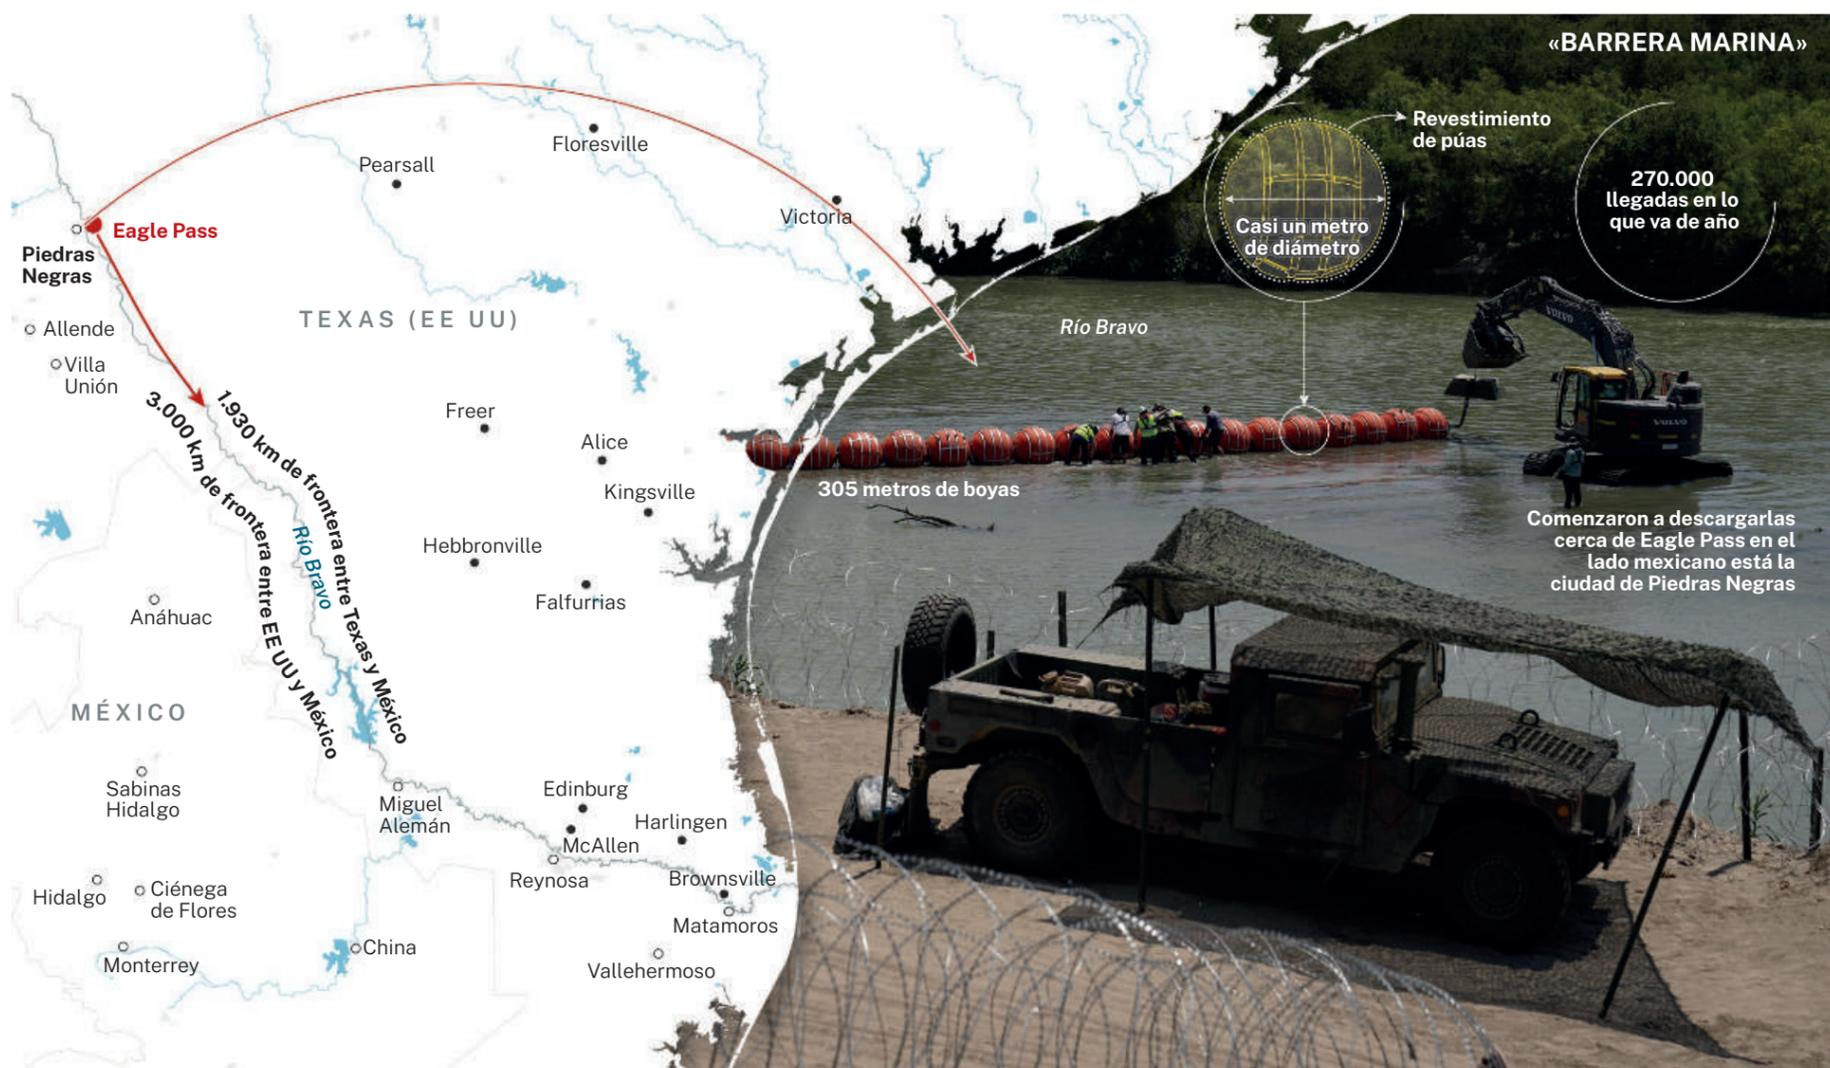 «BARRERA MARINA»
Revestimiento
de púas
Casi un metro
de diámetro
270.000
llegadas en lo
que va de año
Río Bravo
305 metros de boyas
VOLVO
VOLVO
Comenzaron a descargarlas
cerca de Eagle Pass en el
lado mexicano está la
ciudad de Piedras Negras
Floresville
Pearsall
Victoria
Eagle Pass
Piedras
Negras
TEXAS (EE UU)
Allende
Villa
Unión
1.930 km de frontera entre Texas y México
3.000 km de frontera entre EE UU y México
Río Bravo
Freer
Alice
Kingsville
Hebbronville
Falfurrias
Anáhuac
MÉXICO
Sabinas
Hidalgo
Miguel
Alemán
Edinburg
McAllen
Harlingen
Reynosa
Brownsville
Matamoros
Hidalgo
Ciénega
de Flores
Monterrey
China
Vallehermoso